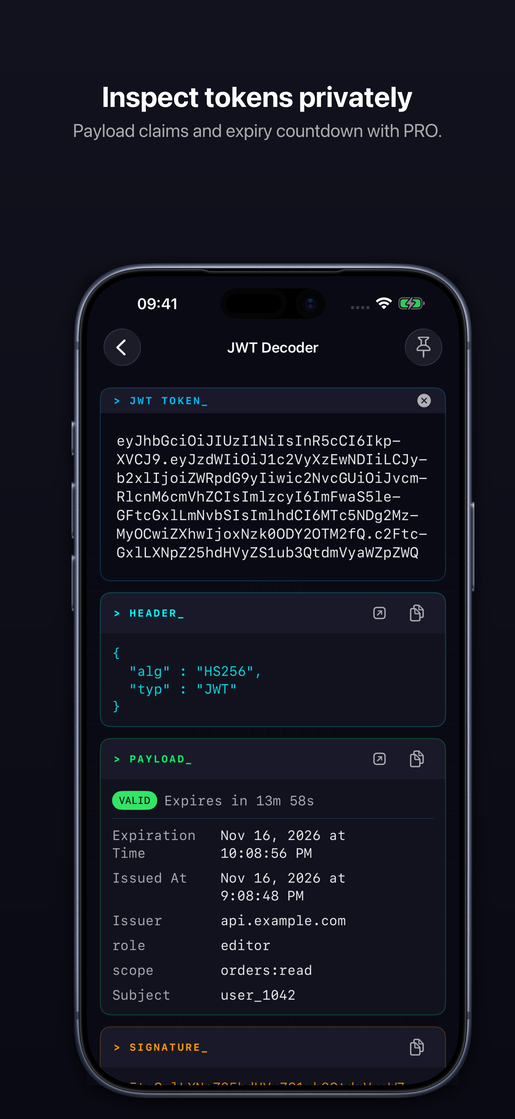 Inspect tokens privately
Payload claims and expiry countdown with PRO.
09:41
JWT Decoder
> JWT TOKEN_
eyJhbGciOiJIUzI1NiIsInR5cCI6Ikp-
XVCJ9.eyJzdWIiOiJ1c2VyXzEwNDIiLCJy-
b2xlIjoiZWRpdG9yIiwic2NvcGUiOiJvcm-
RlcnM6cmVhZCIsImlzcyI6ImFwaS5le-
GFtcGxlLmNvbSIsImlhdCI6MTc5NDg2Mz-
MyOCwiZXhwIjoxNzk0ODY2OTM2fQ.c2Ftc-
GxlLXNpZ25hdHVyZS1ub3QtdmVyaWZpZWQ
> HEADER_
{
"alg" : "HS256",
"typ" : "JWT"
}
> PAYLOAD_
VALID Expires in 13m 58s
Expiration Time Nov 16, 2026 at 10:08:56 PM
Issued At Nov 16, 2026 at 9:08:48 PM
Issuer api.example.com
role editor
scope orders:read
Subject user_1042
> SIGNATURE_